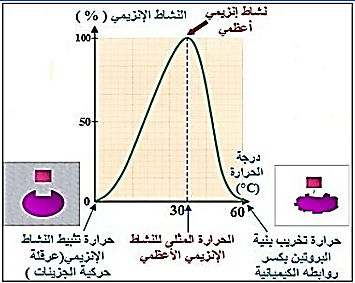 النشاط الإنزيمي ( % )
نشاط إنزيمي
أعظمي
100
50
0
30
60
درجة
الحرارة
(°C)
حرارة تثبيط النشاط
الإنزيمي(عرقلة
حركية الجزيئات )
الحرارة المثلى للنشاط
الإنزيمي الأعظمي
حرارة تخريب بنية
البروتين بكسر
روابطه الكيميائية